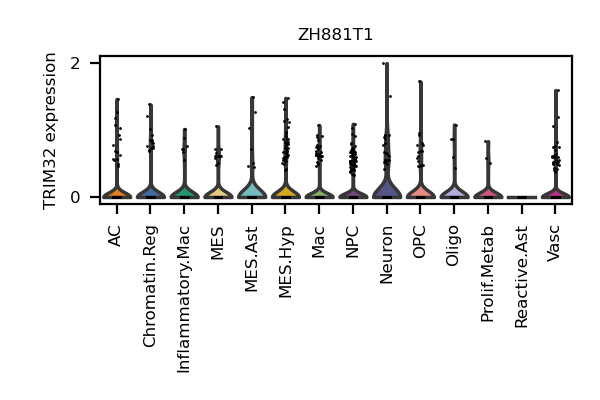 ZH881T1
TRIM32 expression
2
0
AC
Chromatin.Reg
Inflammatory.Mac
MES
MES.Ast
MES.Hyp
Mac
NPC
Neuron
OPC
Oligo
Prolif.Metab
Reactive.Ast
Vasc